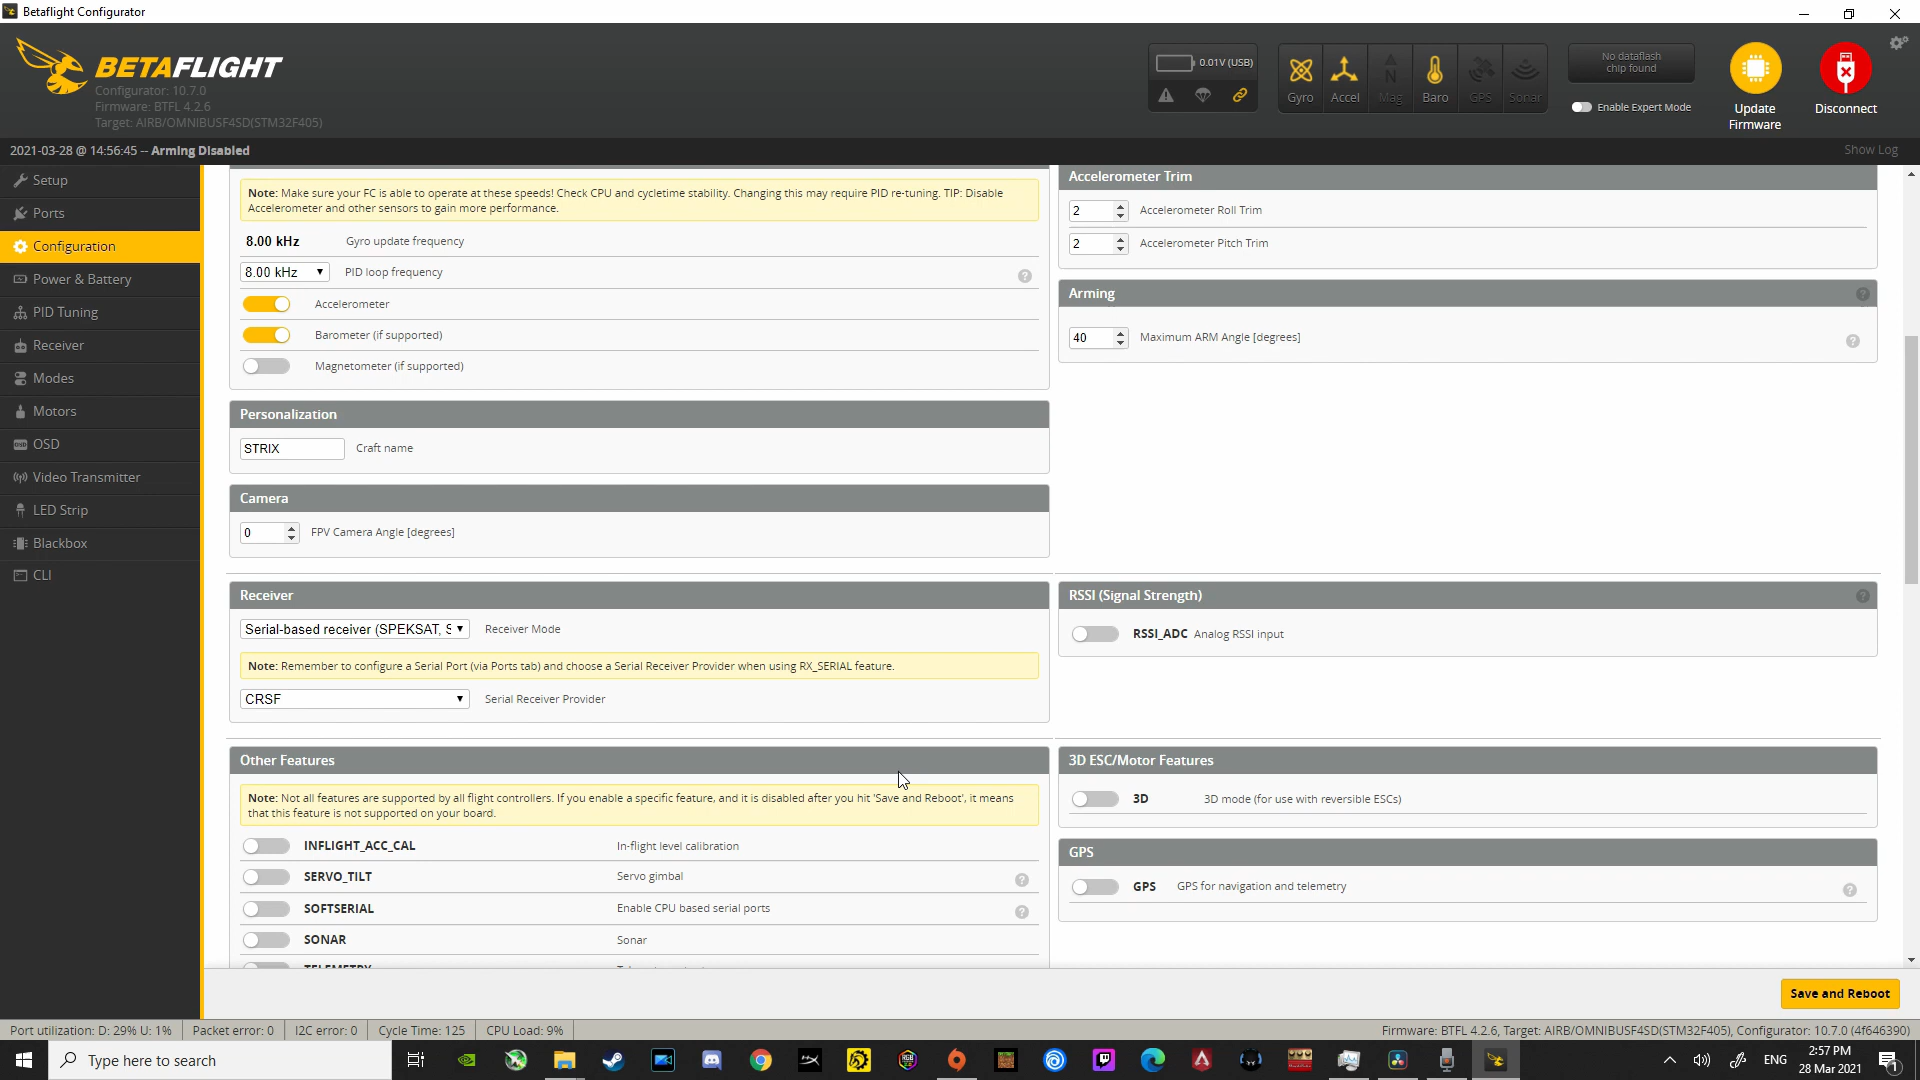 Betaflight Configurator
BETAFLIGHT
Configurator: 10.7.0
Firmware: BTFL 4.2.6
Target: AIRB/OMNIBUSF4SD(STM32F405)
0.01V (USB)
Gyro
Accel
Mag
Baro
GPS
Sonar
No dataflash
chip found
Enable Expert Mode
Update
Firmware
Disconnect
2021-03-28 @ 14:56:45 -- Arming Disabled
Show Log
Setup
Ports
Configuration
Power & Battery
PID Tuning
Receiver
Modes
Motors
OSD
Video Transmitter
LED Strip
Blackbox
CLI
Note: Make sure your FC is able to operate at these speeds! Check CPU and cycletime stability. Changing this may require PID re-tuning. TIP: Disable
Accelerometer and other sensors to gain more performance.
8.00 kHz Gyro update frequency
8.00 kHz PID loop frequency
Accelerometer
Barometer (if supported)
Magnetometer (if supported)
Accelerometer Trim
2 Accelerometer Roll Trim
2 Accelerometer Pitch Trim
Arming
40 Maximum ARM Angle [degrees]
Personalization
STRIX Craft name
Camera
0 FPV Camera Angle [degrees]
Receiver
Serial-based receiver (SPEKSAT, S Receiver Mode
Note: Remember to configure a Serial Port (via Ports tab) and choose a Serial Receiver Provider when using RX_SERIAL feature.
CRSF Serial Receiver Provider
RSSI (Signal Strength)
RSSI_ADC Analog RSSI input
Other Features
Note: Not all features are supported by all flight controllers. If you enable a specific feature, and it is disabled after you hit 'Save and Reboot', it means
that this feature is not supported on your board.
INFLIGHT_ACC_CAL In-flight level calibration
SERVO_TILT Servo gimbal
SOFTSERIAL Enable CPU based serial ports
SONAR Sonar
3D ESC/Motor Features
3D 3D mode (for use with reversible ESCs)
GPS
GPS GPS for navigation and telemetry
Save and Reboot
Port utilization: D: 29% U: 1% Packet error: 0 I2C error: 0 Cycle Time: 125 CPU Load: 9%
Firmware: BTFL 4.2.6, Target: AIRB/OMNIBUSF4SD(STM32F405), Configurator: 10.7.0 (4f646390)
Type here to search
ENG
2:57 PM
28 Mar 2021